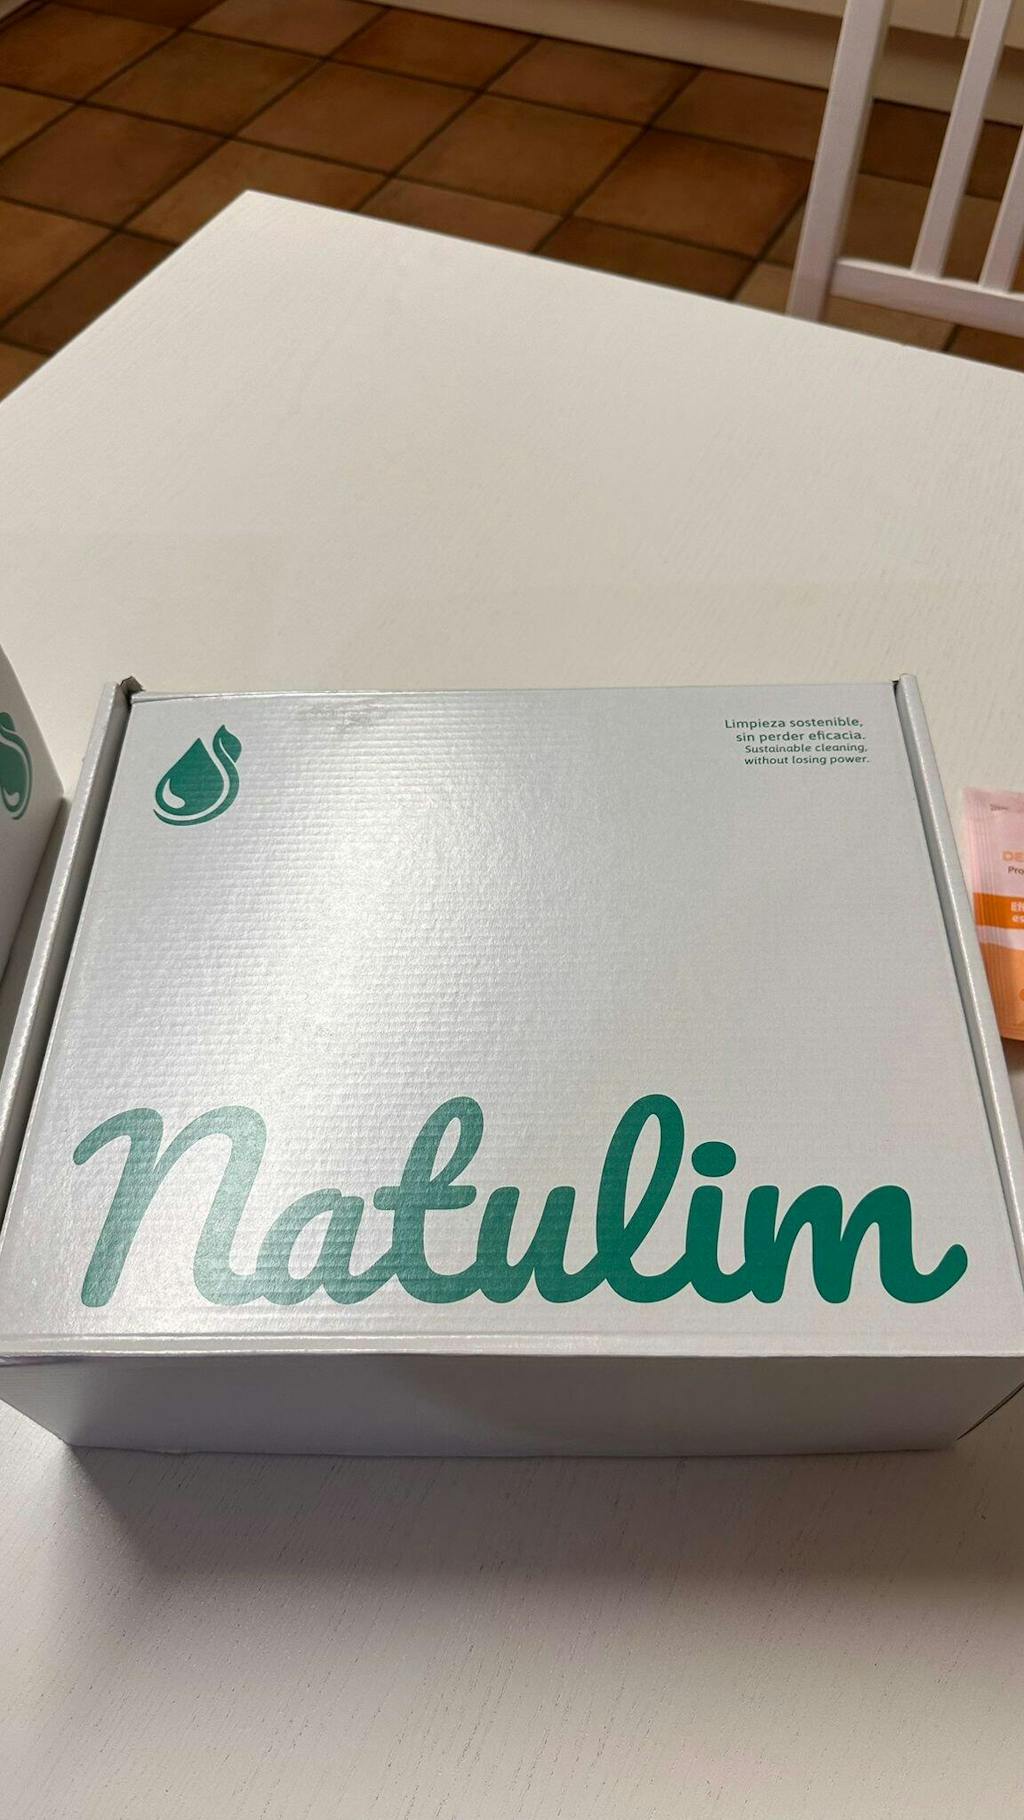 Limpieza sostenible,
sin perder eficacia.
Sustainable cleaning,
without losing power.
Natulim